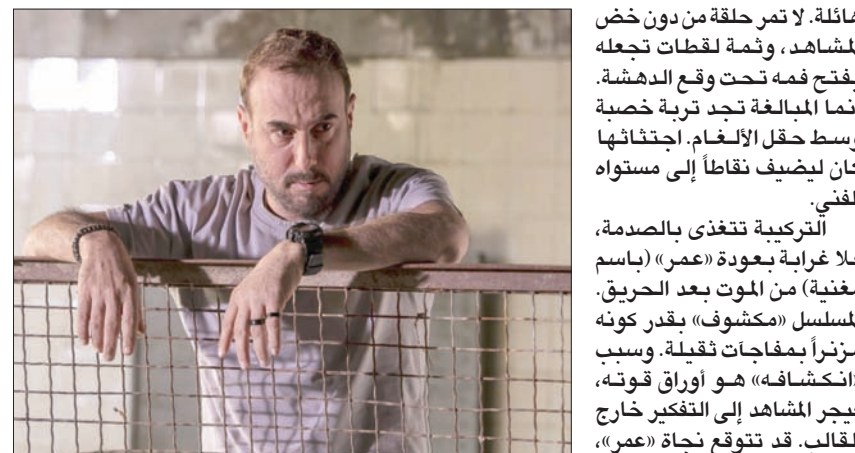 هائلة. لا تمر حلقة من دون خض
المشاهد، وثمة لقطات تجعله
يفتح فمه تحت وقع الدهشة.
إنما المبالغة تجد تربة خصبة
وسط حقل الألغام. اجتثاثها
كان ليضيف نقاطاً إلى مستواه
الفني.
التركيبة تتغذى بالصدمة،
فلا غرابة بعودة «عمر» (باسم
مغنية) من الموت بعد الحريق.
المسلسل «مكشوف» بقدر كونه
مزنراً بمفاجآت ثقيلة. وسبب
«انكشافه» هو أوراق قوته،
فيجر المشاهد إلى التفكير خارج
القالب. قد تتوقع نجاة «عمر»،